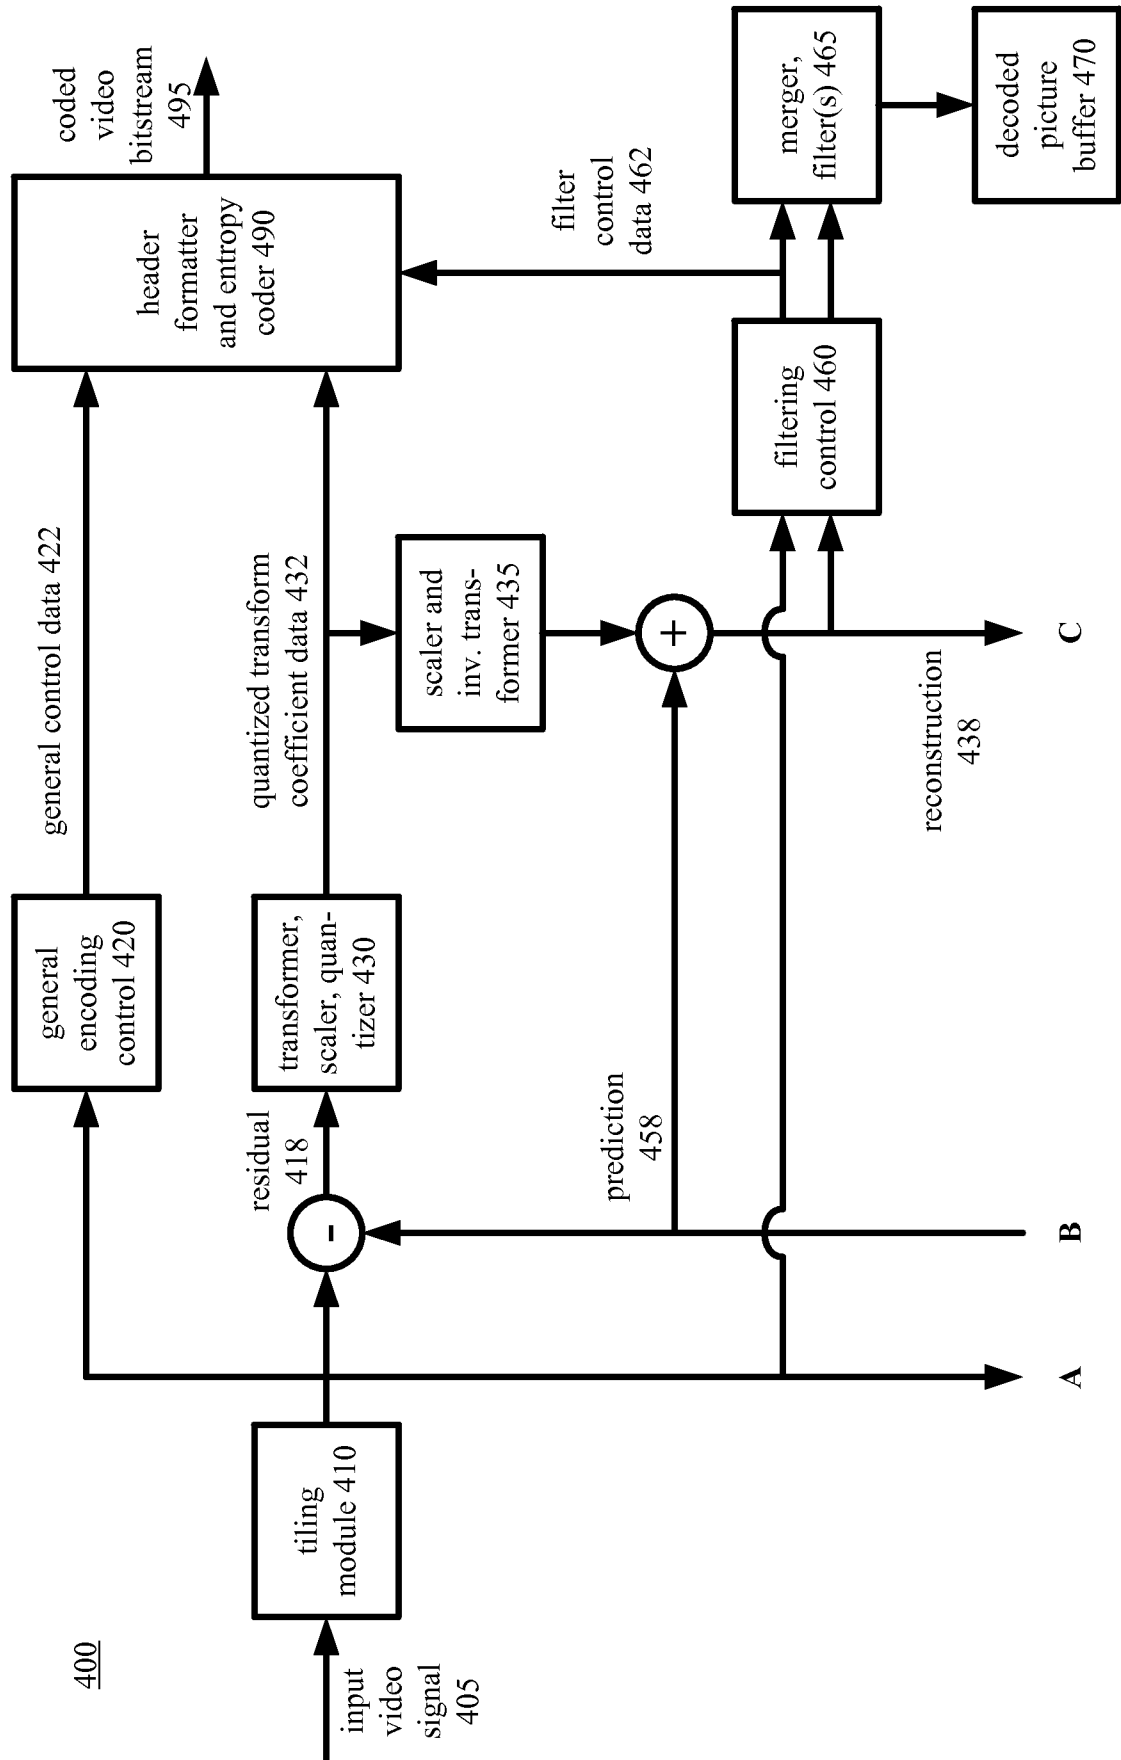 400
input
video
signal
405
tiling
module 410
general
encoding
control 420
general control data 422
residual
418
-
transformer,
scaler, quan-
tizer 430
quantized transform
coefficient data 432
header
formatter
and entropy
coder 490
coded
video
bitstream
495
scaler and
inv. trans-
former 435
prediction
458
+
filter
control
data 462
filtering
control 460
merger,
filter(s) 465
decoded
picture
buffer 470
reconstruction
438
A
B
C